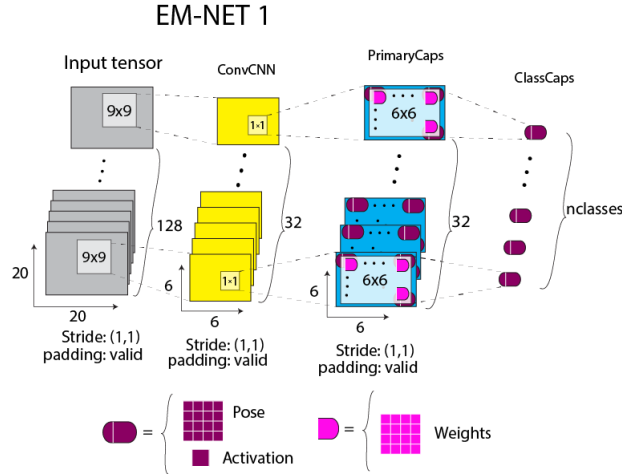 EM-NET 1
Input tensor
ConvCNN
PrimaryCaps
ClassCaps
9x9
1x1
6x6
128
32
32
nclasses
9x9
1x1
6x6
20
20
6
6
6
6
Stride: (1,1)
padding: valid
Stride: (1,1)
padding: valid
Stride: (1,1)
padding: valid
=
Pose
Activation
=
Weights